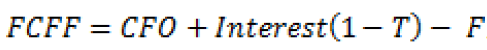 FCFF = CFO + Interest(1 − T) − F